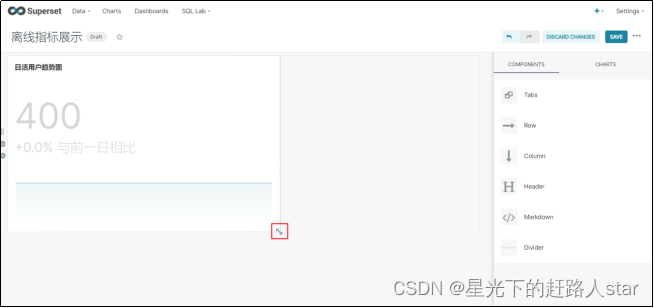 Superset Data Charts Dashboards SQL Lab + Settings
离线指标展示 Draft DISCARD CHANGES SAVE
COMPONENTS CHARTS
日活用户趋势图
400
+0.0% 与前一日相比
Tabs
Row
Column
H Header
</> Markdown
Divider
CSDN @星光下的赶路人star